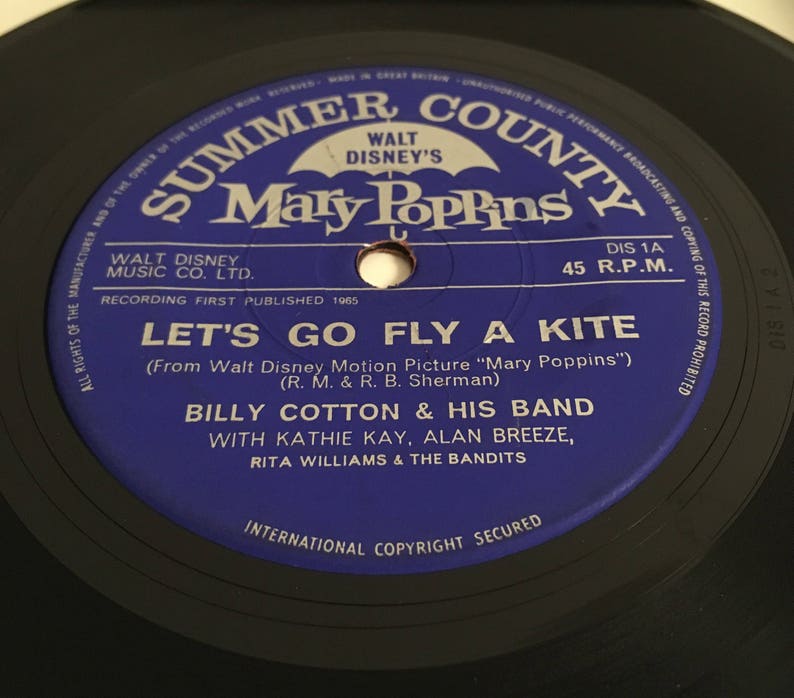 ALL RIGHTS OF THE MANUFACTURER AND OF THE OWNER OF THE RECORDED WORK RESERVED - MADE IN GREAT BRITAIN - UNAUTHORISED PUBLIC PERFORMANCE BROADCASTING AND COPYING OF THIS RECORD PROHIBITED
SUMMER COUNTY
WALT
DISNEY'S
Mary Poppins
WALT DISNEY
MUSIC CO. LTD.
DIS 1A
45 R.P.M.
RECORDING FIRST PUBLISHED 1965
LET'S GO FLY A KITE
(From Walt Disney Motion Picture "Mary Poppins")
(R. M. & R. B. Sherman)
BILLY COTTON & HIS BAND
WITH KATHIE KAY, ALAN BREEZE,
RITA WILLIAMS & THE BANDITS
INTERNATIONAL COPYRIGHT SECURED
DIS 1 A 2